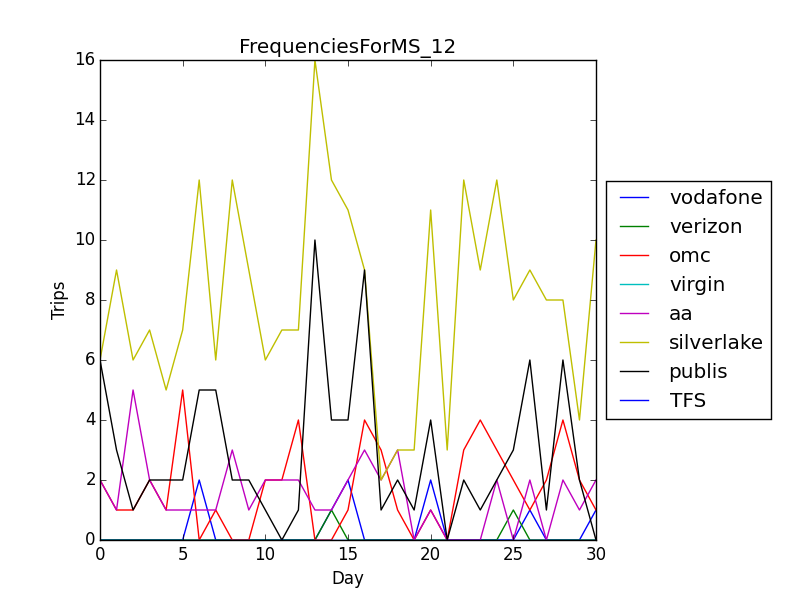 FrequenciesForMS_12
16
14
12
10
8
6
4
2
0
Trips
0 5 10 15 20 25 30
Day
vodafone
verizon
omc
virgin
aa
silverlake
publis
TFS